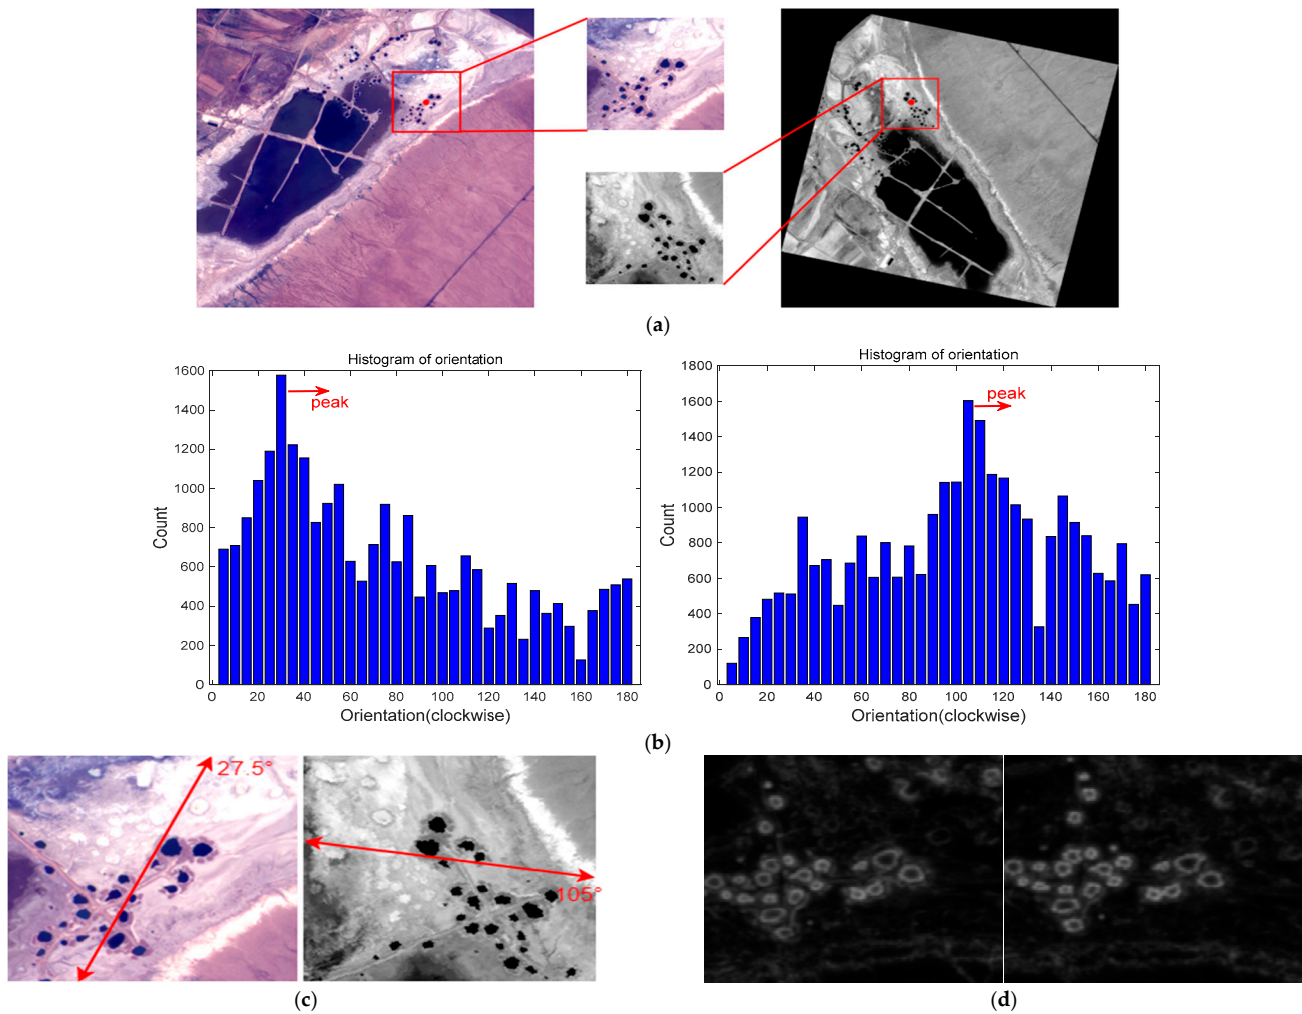 (a)
Histogram of orientation
1600
1400
1200
1000
800
600
400
200
0
Count
peak
0 20 40 60 80 100 120 140 160 180
Orientation(clockwise)
Histogram of orientation
1800
1600
1400
1200
1000
800
600
400
200
0
Count
peak
0 20 40 60 80 100 120 140 160 180
Orientation(clockwise)
(b)
27.5°
105°
(c)
(d)